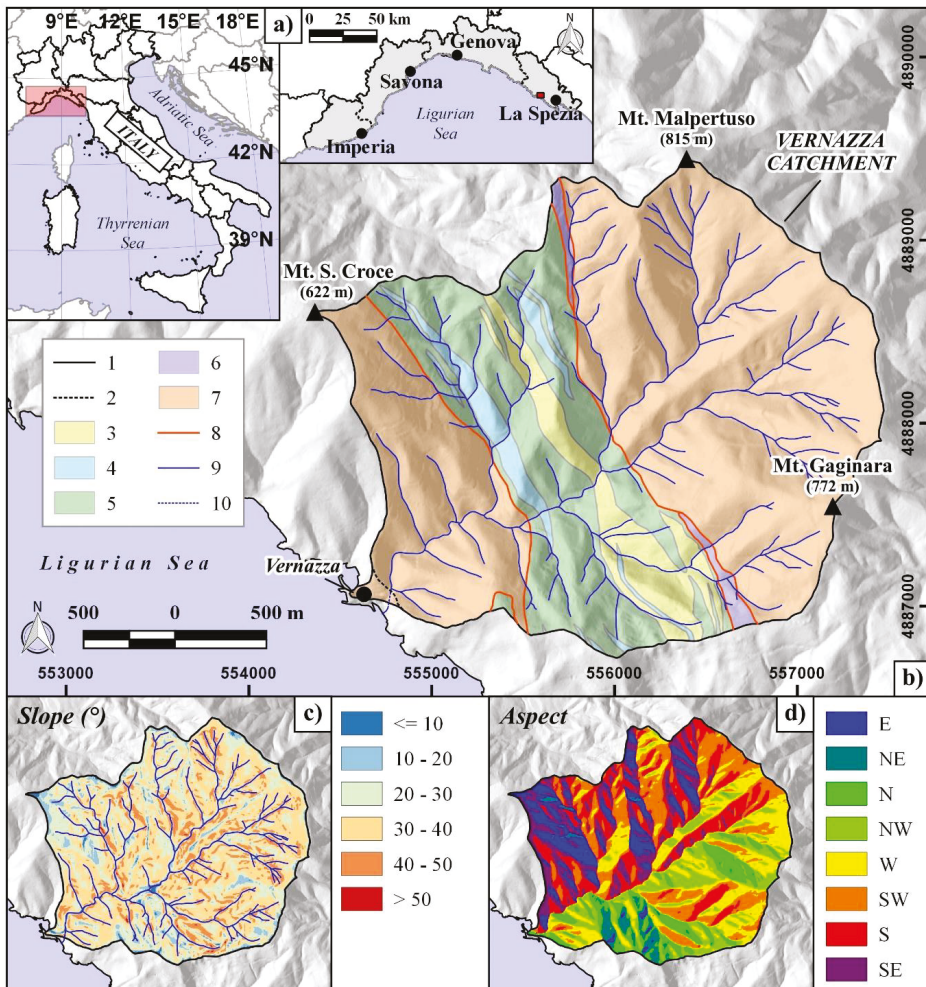 9°E
12°E
15°E
18°E
a)
45°N
42°N
39°N
Adriatic Sea
ITALY
Thyrrenian
Sea
0 25 50 km
N
Genova
Savona
La Spezia
Imperia
Ligurian
Sea
Mt. Malpertuso
(815 m)
VERNAZZA
CATCHMENT
4890000
4889000
4888000
4887000
Mt. S. Croce
(622 m)
Mt. Gaginara
(772 m)
1
2
3
4
5
6
7
8
9
10
Ligurian Sea
Vernazza
N
500 0 500 m
553000
554000
555000
556000
557000
b)
Slope (°)
c)
<= 10
10 - 20
20 - 30
30 - 40
40 - 50
> 50
Aspect
d)
E
NE
N
NW
W
SW
S
SE